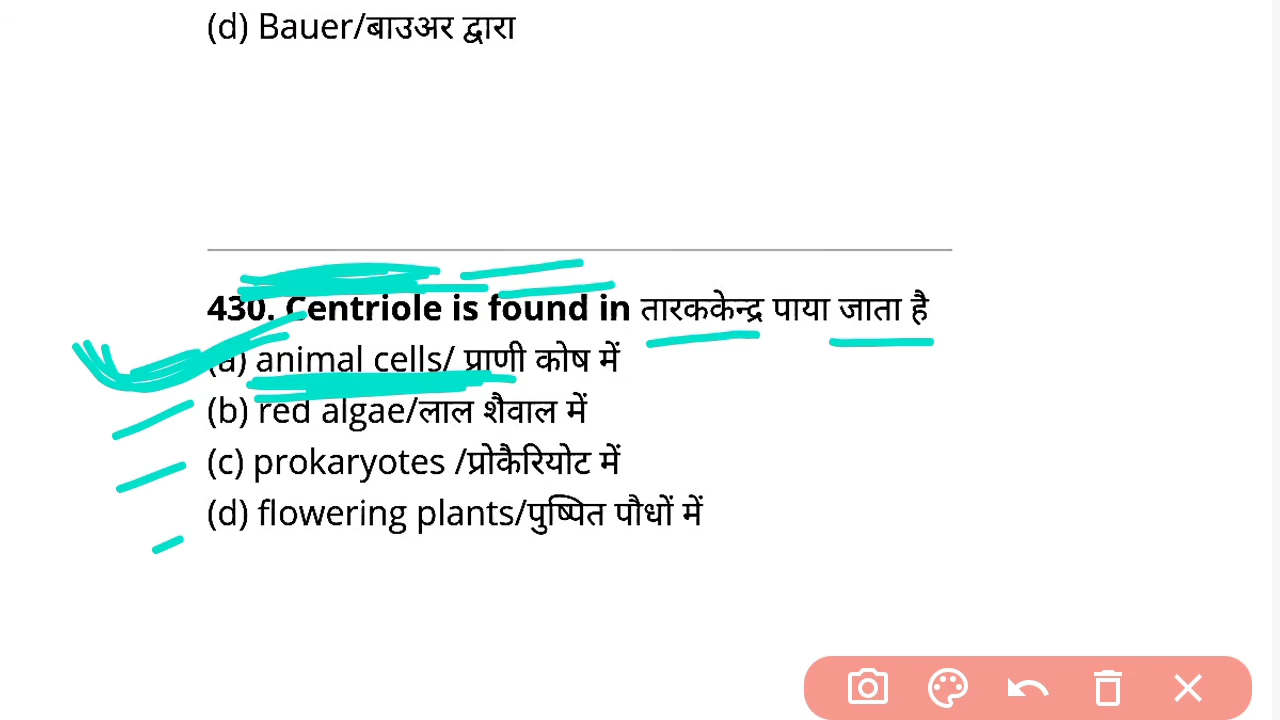 (d) Bauer/बाउअर द्वारा
430. Centriole is found in तारककेन्द्र पाया जाता है
(a) animal cells/ प्राणी कोष में
(b) red algae/लाल शैवाल में
(c) prokaryotes /प्रोकैरियोट में
(d) flowering plants/पुष्पित पौधों में